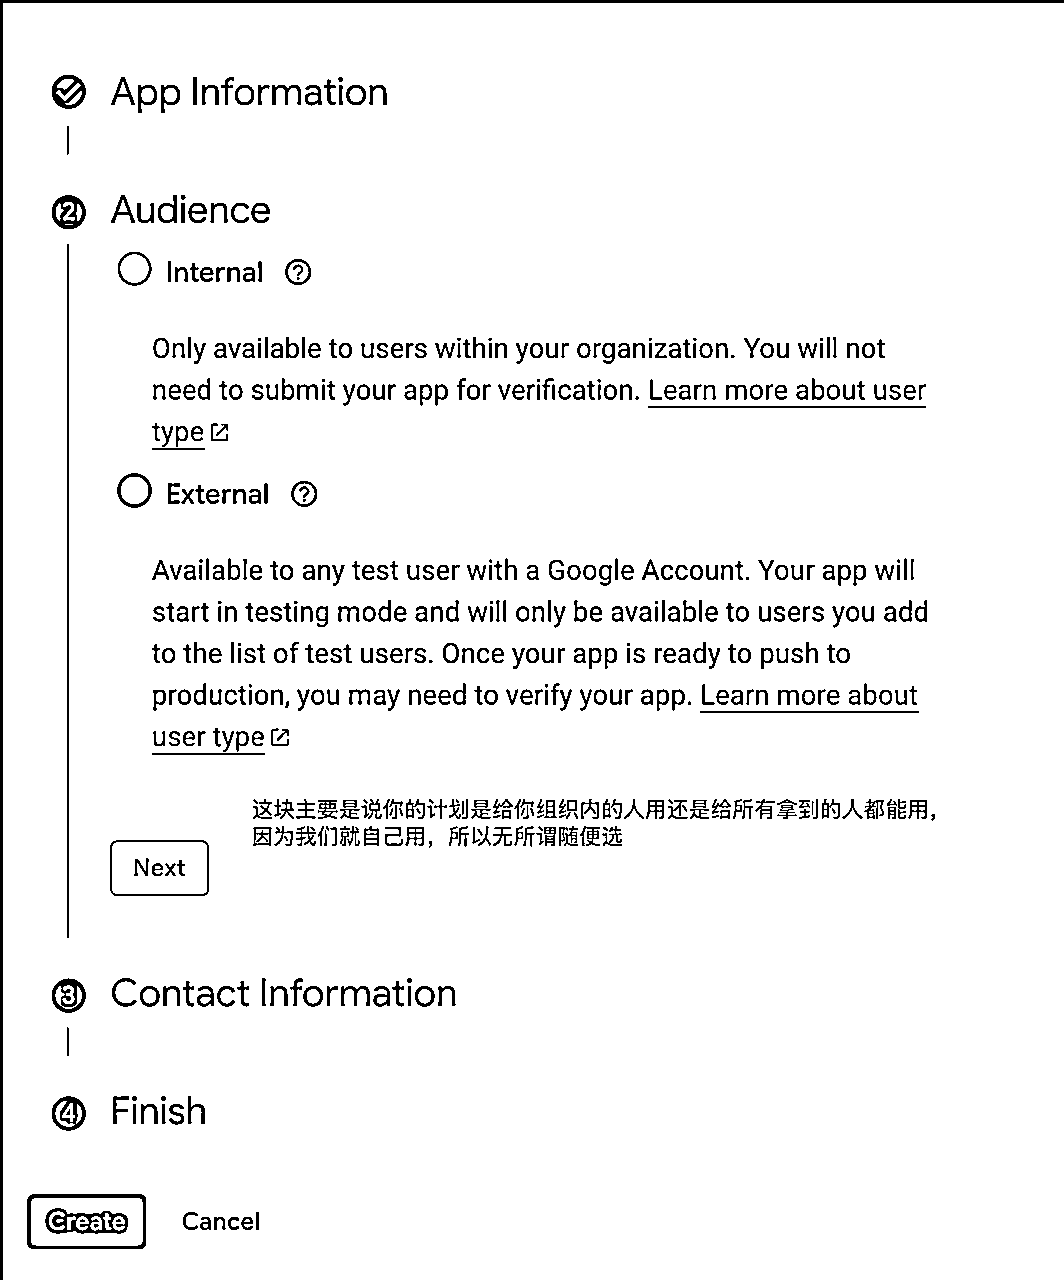 App Information
2 Audience
Internal
Only available to users within your organization. You will not
need to submit your app for verification. Learn more about user
type
External
Available to any test user with a Google Account. Your app will
start in testing mode and will only be available to users you add
to the list of test users. Once your app is ready to push to
production, you may need to verify your app. Learn more about
user type
这块主要是说你的计划是给你组织内的人用还是给所有拿到的人都能用，
因为我们就自己用，所以无所谓随便选
Next
3 Contact Information
4 Finish
Create Cancel